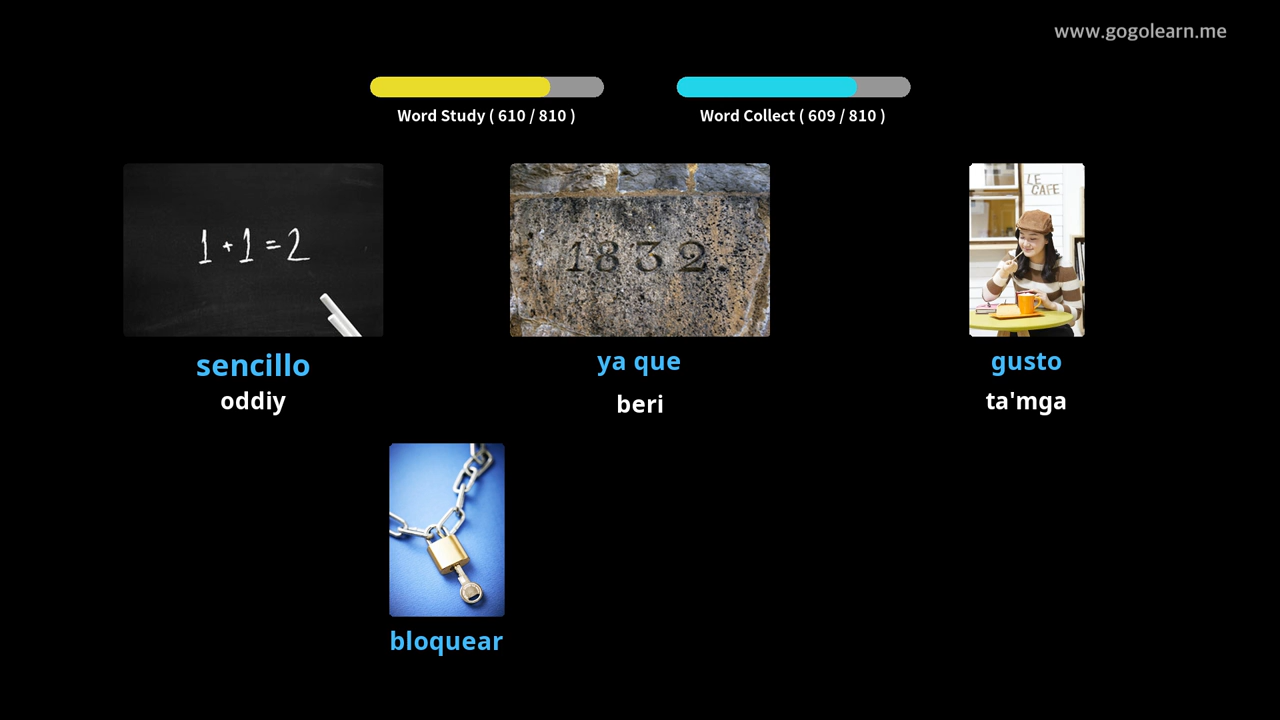 www.gogolearn.me
Word Study ( 610 / 810 )
Word Collect ( 609 / 810 )
1 + 1 = 2
1832.
LE CAFE
sencillo
ya que
gusto
oddiy
beri
ta'mga
bloquear